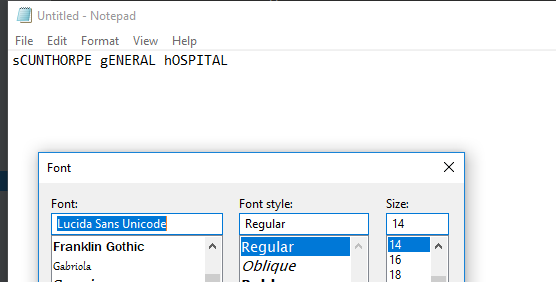 Untitled - Notepad
File Edit Format View Help
sCUNTHORPE gENERAL hOSPITAL
Font
Font: Font style: Size:
Lucida Sans Unicode Regular 14
Franklin Gothic Regular 14
Gabriola Oblique 16
18